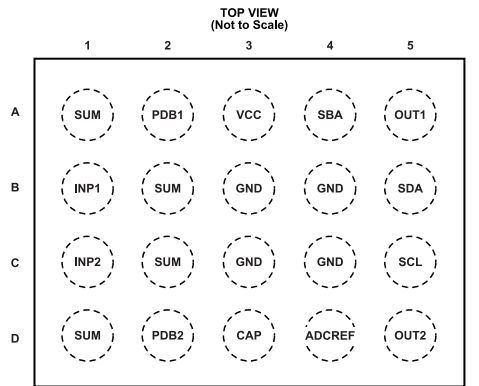 TOP VIEW
(Not to Scale)
1 2 3 4 5
A SUM PDB1 VCC SBA OUT1
B INP1 SUM GND GND SDA
C INP2 SUM GND GND SCL
D SUM PDB2 CAP ADCREF OUT2